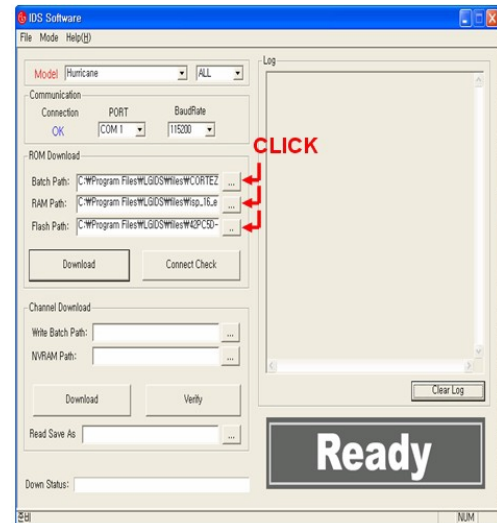 IDS Software
File Mode Help(H)
Model Hurricane ALL
Communication
Connection PORT BaudRate
OK COM 1 115200
ROM Download
CLICK
Batch Path: C:₩Program Files₩LGIDS₩files₩CORTEZ ...
RAM Path: C:₩Program Files₩LGIDS₩files₩isp_16_e ...
Flash Path: C:₩Program Files₩LGIDS₩files₩42PC5D- ...
Download Connect Check
Channel Download
Write Batch Path: ...
NVRAM Path: ...
Download Verify
Read Save As ...
Down Status:
Log
Clear Log
Ready
준비 NUM